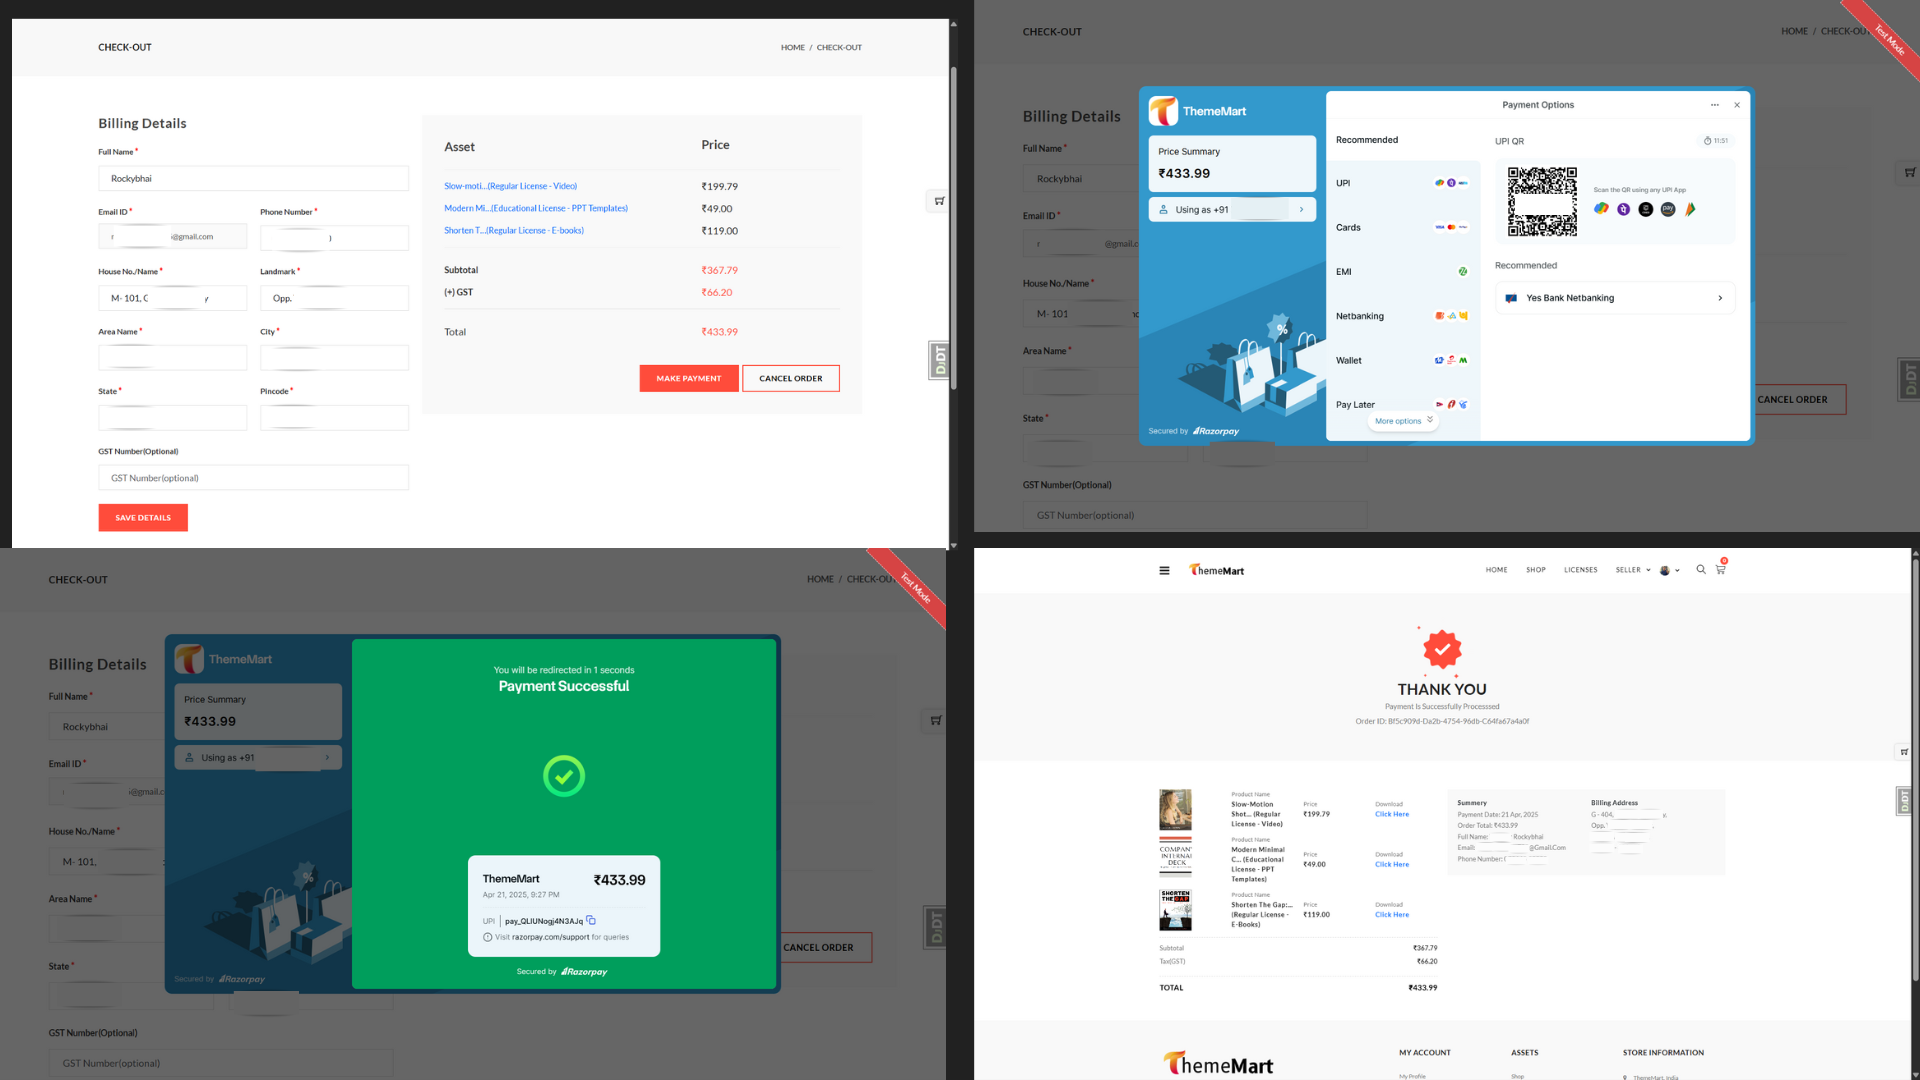 CHECK-OUT
HOME / CHECK-OUT
Billing Details
Full Name *
Rockybhai
Email ID *
Phone Number *
@gmail.com
House No./Name *
Landmark *
M- 101,
Opp.
Area Name *
City *
State *
Pincode *
GST Number(Optional)
GST Number(optional)
SAVE DETAILS
Asset
Price
Slow-moti...(Regular License - Video)
₹199.79
Modern Mi...(Educational License - PPT Templates)
₹49.00
Shorten T...(Regular License - E-books)
₹119.00
Subtotal
₹367.79
(+) GST
₹66.20
Total
₹433.99
MAKE PAYMENT
CANCEL ORDER
DJDT
CHECK-OUT
HOME / CHECK-OU
Test Mode
Billing Details
Full Name *
Rockybhai
Email ID *
@gmail.c
House No./Name *
M- 101
Area Name *
State *
GST Number(Optional)
GST Number(optional)
CANCEL ORDER
DJDT
ThemeMart
Price Summary
₹433.99
Using as +91
Secured by Razorpay
Payment Options
Recommended
UPI
Cards
EMI
Netbanking
Wallet
Pay Later
More options
UPI QR
11:51
Scan the QR using any UPI App
Recommended
Yes Bank Netbanking
CHECK-OUT
HOME / CHECK-OU
Test Mode
Billing Details
Full Name *
Rockybhai
Email ID *
@gmail.c
House No./Name *
M- 101,
Area Name *
State *
GST Number(Optional)
GST Number(optional)
CANCEL ORDER
DJDT
ThemeMart
Price Summary
₹433.99
Using as +91
Secured by Razorpay
You will be redirected in 1 seconds
Payment Successful
ThemeMart
₹433.99
Apr 21, 2025, 9:27 PM
UPI | pay_QLIUNogj4N3AJq
Visit razorpay.com/support for queries
Secured by Razorpay
ThemeMart
HOME
SHOP
LICENSES
SELLER
0
THANK YOU
Payment Is Successfully Processsed
Order ID: Bf5c909d-Da2b-4754-96db-C64fa67a4a0f
DJDT
Product Name
Slow-Motion
Shot... (Regular
License - Video)
Price
₹199.79
Download
Click Here
COMPAN
INTERNAL
DECK
Product Name
Modern Minimal
C... (Educational
License - PPT
Templates)
Price
₹49.00
Download
Click Here
SHORTEN
THE GAP
Product Name
Shorten The Gap:...
(Regular License -
E-Books)
Price
₹119.00
Download
Click Here
Subtotal
₹367.79
Tax(GST)
₹66.20
TOTAL
₹433.99
Summery
Payment Date: 21 Apr, 2025
Order Total: ₹433.99
Full Name: Rockybhai
Email: @Gmail.Com
Phone Number:
Billing Address
G - 404,
Opp.
ThemeMart
MY ACCOUNT
My Profile
ASSETS
Shop
STORE INFORMATION
ThemeMart, India